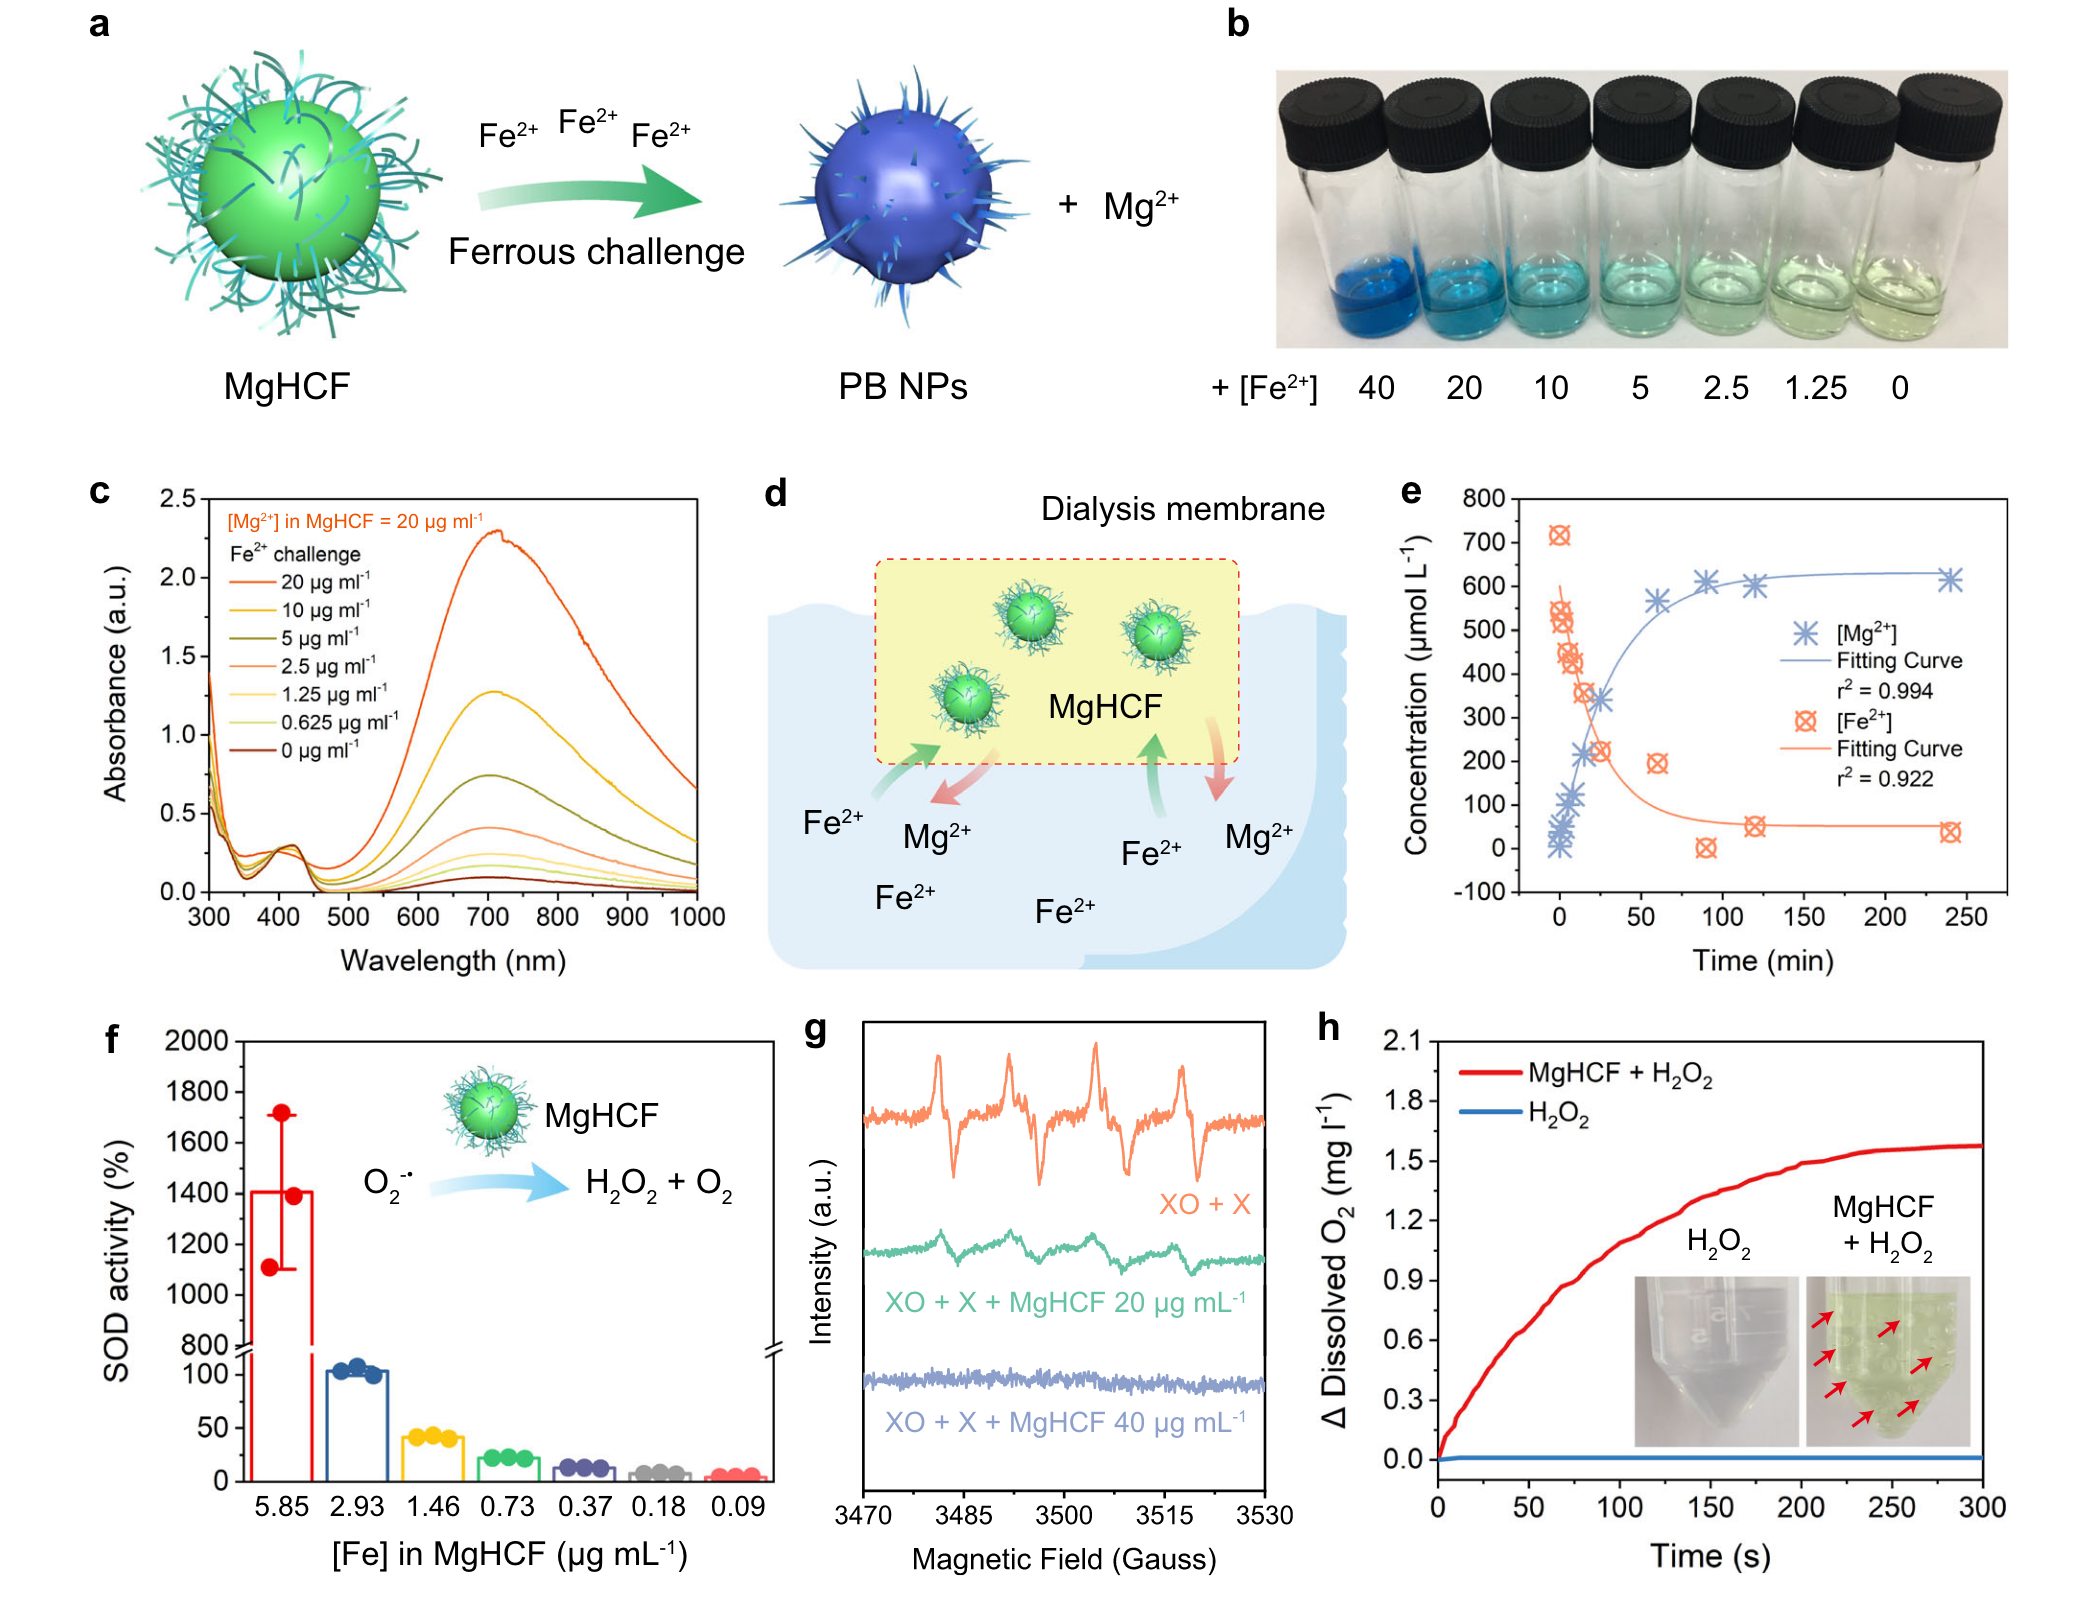 a
Fe²⁺ Fe²⁺ Fe²⁺
Ferrous challenge
+ Mg²⁺
MgHCF
PB NPs
b
+ [Fe²⁺] 40 20 10 5 2.5 1.25 0
c
2.5
2.0
1.5
1.0
0.5
0.0
Absorbance (a.u.)
[Mg²⁺] in MgHCF = 20 µg ml⁻¹
Fe²⁺ challenge
20 µg ml⁻¹
10 µg ml⁻¹
5 µg ml⁻¹
2.5 µg ml⁻¹
1.25 µg ml⁻¹
0.625 µg ml⁻¹
0 µg ml⁻¹
300 400 500 600 700 800 900 1000
Wavelength (nm)
d
Dialysis membrane
MgHCF
Fe²⁺
Mg²⁺
Fe²⁺
Mg²⁺
Fe²⁺
Fe²⁺
e
800
700
600
500
400
300
200
100
0
-100
Concentration (µmol L⁻¹)
[Mg²⁺]
Fitting Curve
r² = 0.994
[Fe²⁺]
Fitting Curve
r² = 0.922
0 50 100 150 200 250
Time (min)
f
2000
1800
1600
1400
1200
1000
800
100
50
0
SOD activity (%)
MgHCF
O₂⁻• H₂O₂ + O₂
5.85 2.93 1.46 0.73 0.37 0.18 0.09
[Fe] in MgHCF (µg mL⁻¹)
g
Intensity (a.u.)
XO + X
XO + X + MgHCF 20 µg mL⁻¹
XO + X + MgHCF 40 µg mL⁻¹
3470 3485 3500 3515 3530
Magnetic Field (Gauss)
h
2.1
1.8
1.5
1.2
0.9
0.6
0.3
0.0
Δ Dissolved O₂ (mg l⁻¹)
MgHCF + H₂O₂
H₂O₂
H₂O₂
MgHCF
+ H₂O₂
7.5
5
0 50 100 150 200 250 300
Time (s)